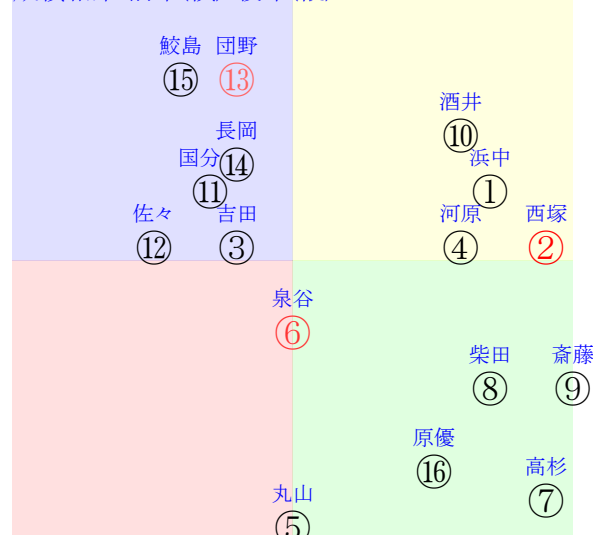 鮫島 団野
⑮ ⑬
酒井
⑩
長岡
⑭
国分
⑪
浜中
①
佐々 吉田 河原 西塚
⑫ ③ ④ ②
泉谷
⑥
柴田 斎藤
⑧ ⑨
原優
⑯
高杉
⑦
丸山
⑤